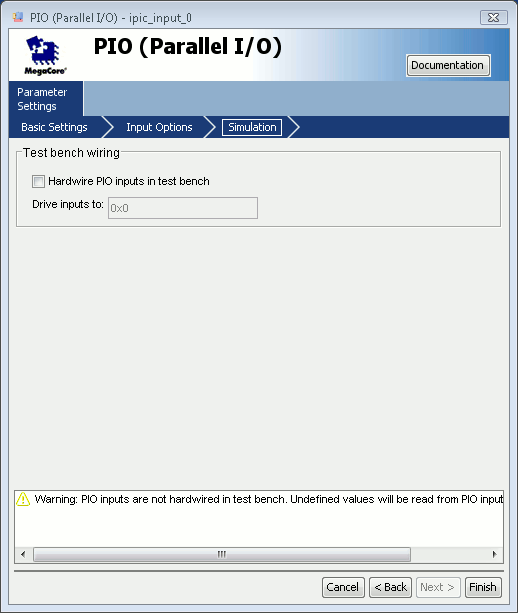 PIO (Parallel I/O) - ipic_input_0
MegaCore®
PIO (Parallel I/O)
Documentation
Parameter
Settings
Basic Settings
Input Options
Simulation
Test bench wiring
Hardwire PIO inputs in test bench
Drive inputs to: 0x0
Warning: PIO inputs are not hardwired in test bench. Undefined values will be read from PIO input
Cancel
< Back
Next >
Finish